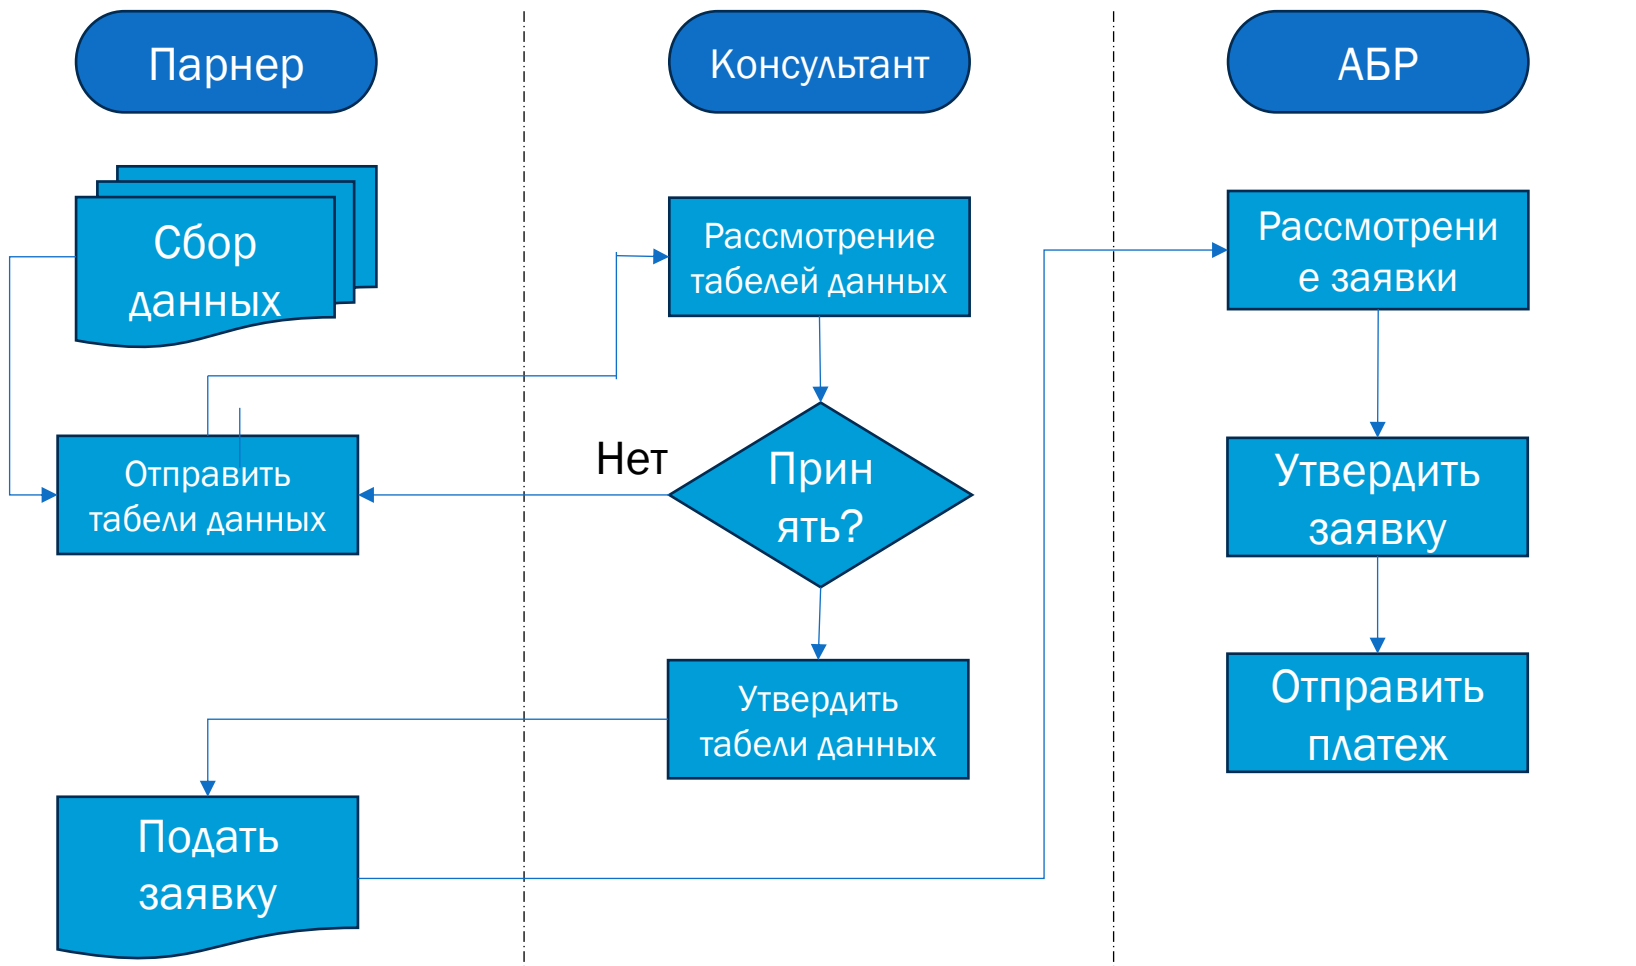 Парнер
Консультант
АБР
Сбор
данных
Рассмотрение
табелей данных
Рассмотрени
е заявки
Отправить
табели данных
Нет
Прин
ять?
Утвердить
заявку
Утвердить
табели данных
Отправить
платеж
Подать
заявку